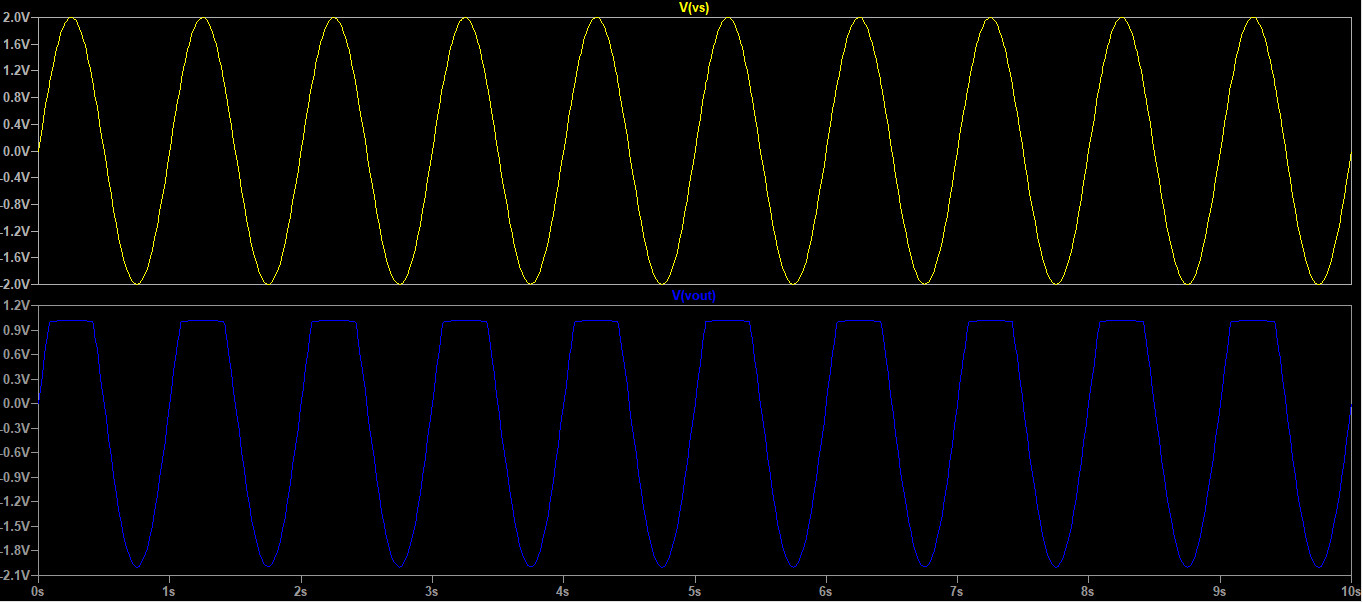 V(vs)
2.0V
1.6V
1.2V
0.8V
0.4V
0.0V
-0.4V
-0.8V
-1.2V
-1.6V
-2.0V
V(vout)
1.2V
0.9V
0.6V
0.3V
0.0V
-0.3V
-0.6V
-0.9V
-1.2V
-1.5V
-1.8V
-2.1V
0s 1s 2s 3s 4s 5s 6s 7s 8s 9s 10s